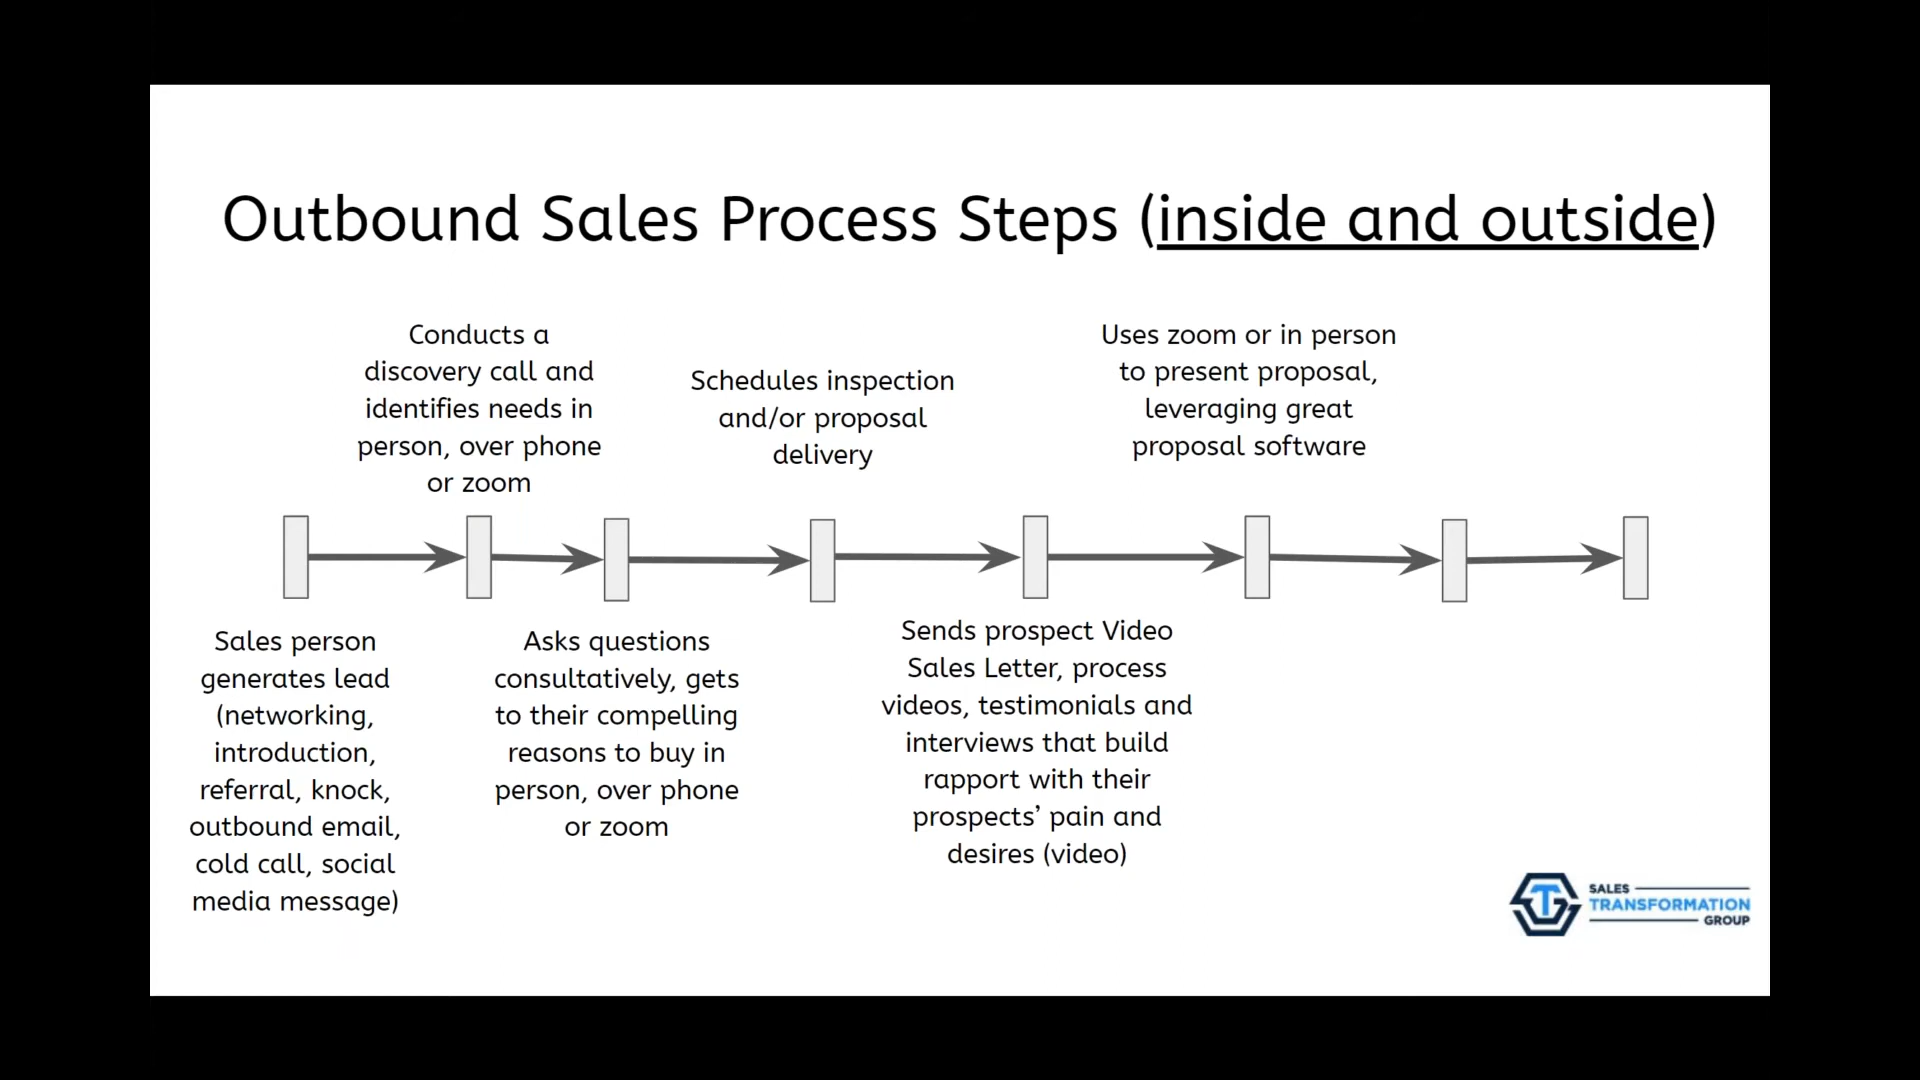 Outbound Sales Process Steps (inside and outside)
Conducts a
discovery call and
identifies needs in
person, over phone
or zoom
Schedules inspection
and/or proposal
delivery
Uses zoom or in person
to present proposal,
leveraging great
proposal software
Sales person
generates lead
(networking,
introduction,
referral, knock,
outbound email,
cold call, social
media message)
Asks questions
consultatively, gets
to their compelling
reasons to buy in
person, over phone
or zoom
Sends prospect Video
Sales Letter, process
videos, testimonials and
interviews that build
rapport with their
prospects’ pain and
desires (video)
SALES
TRANSFORMATION
GROUP